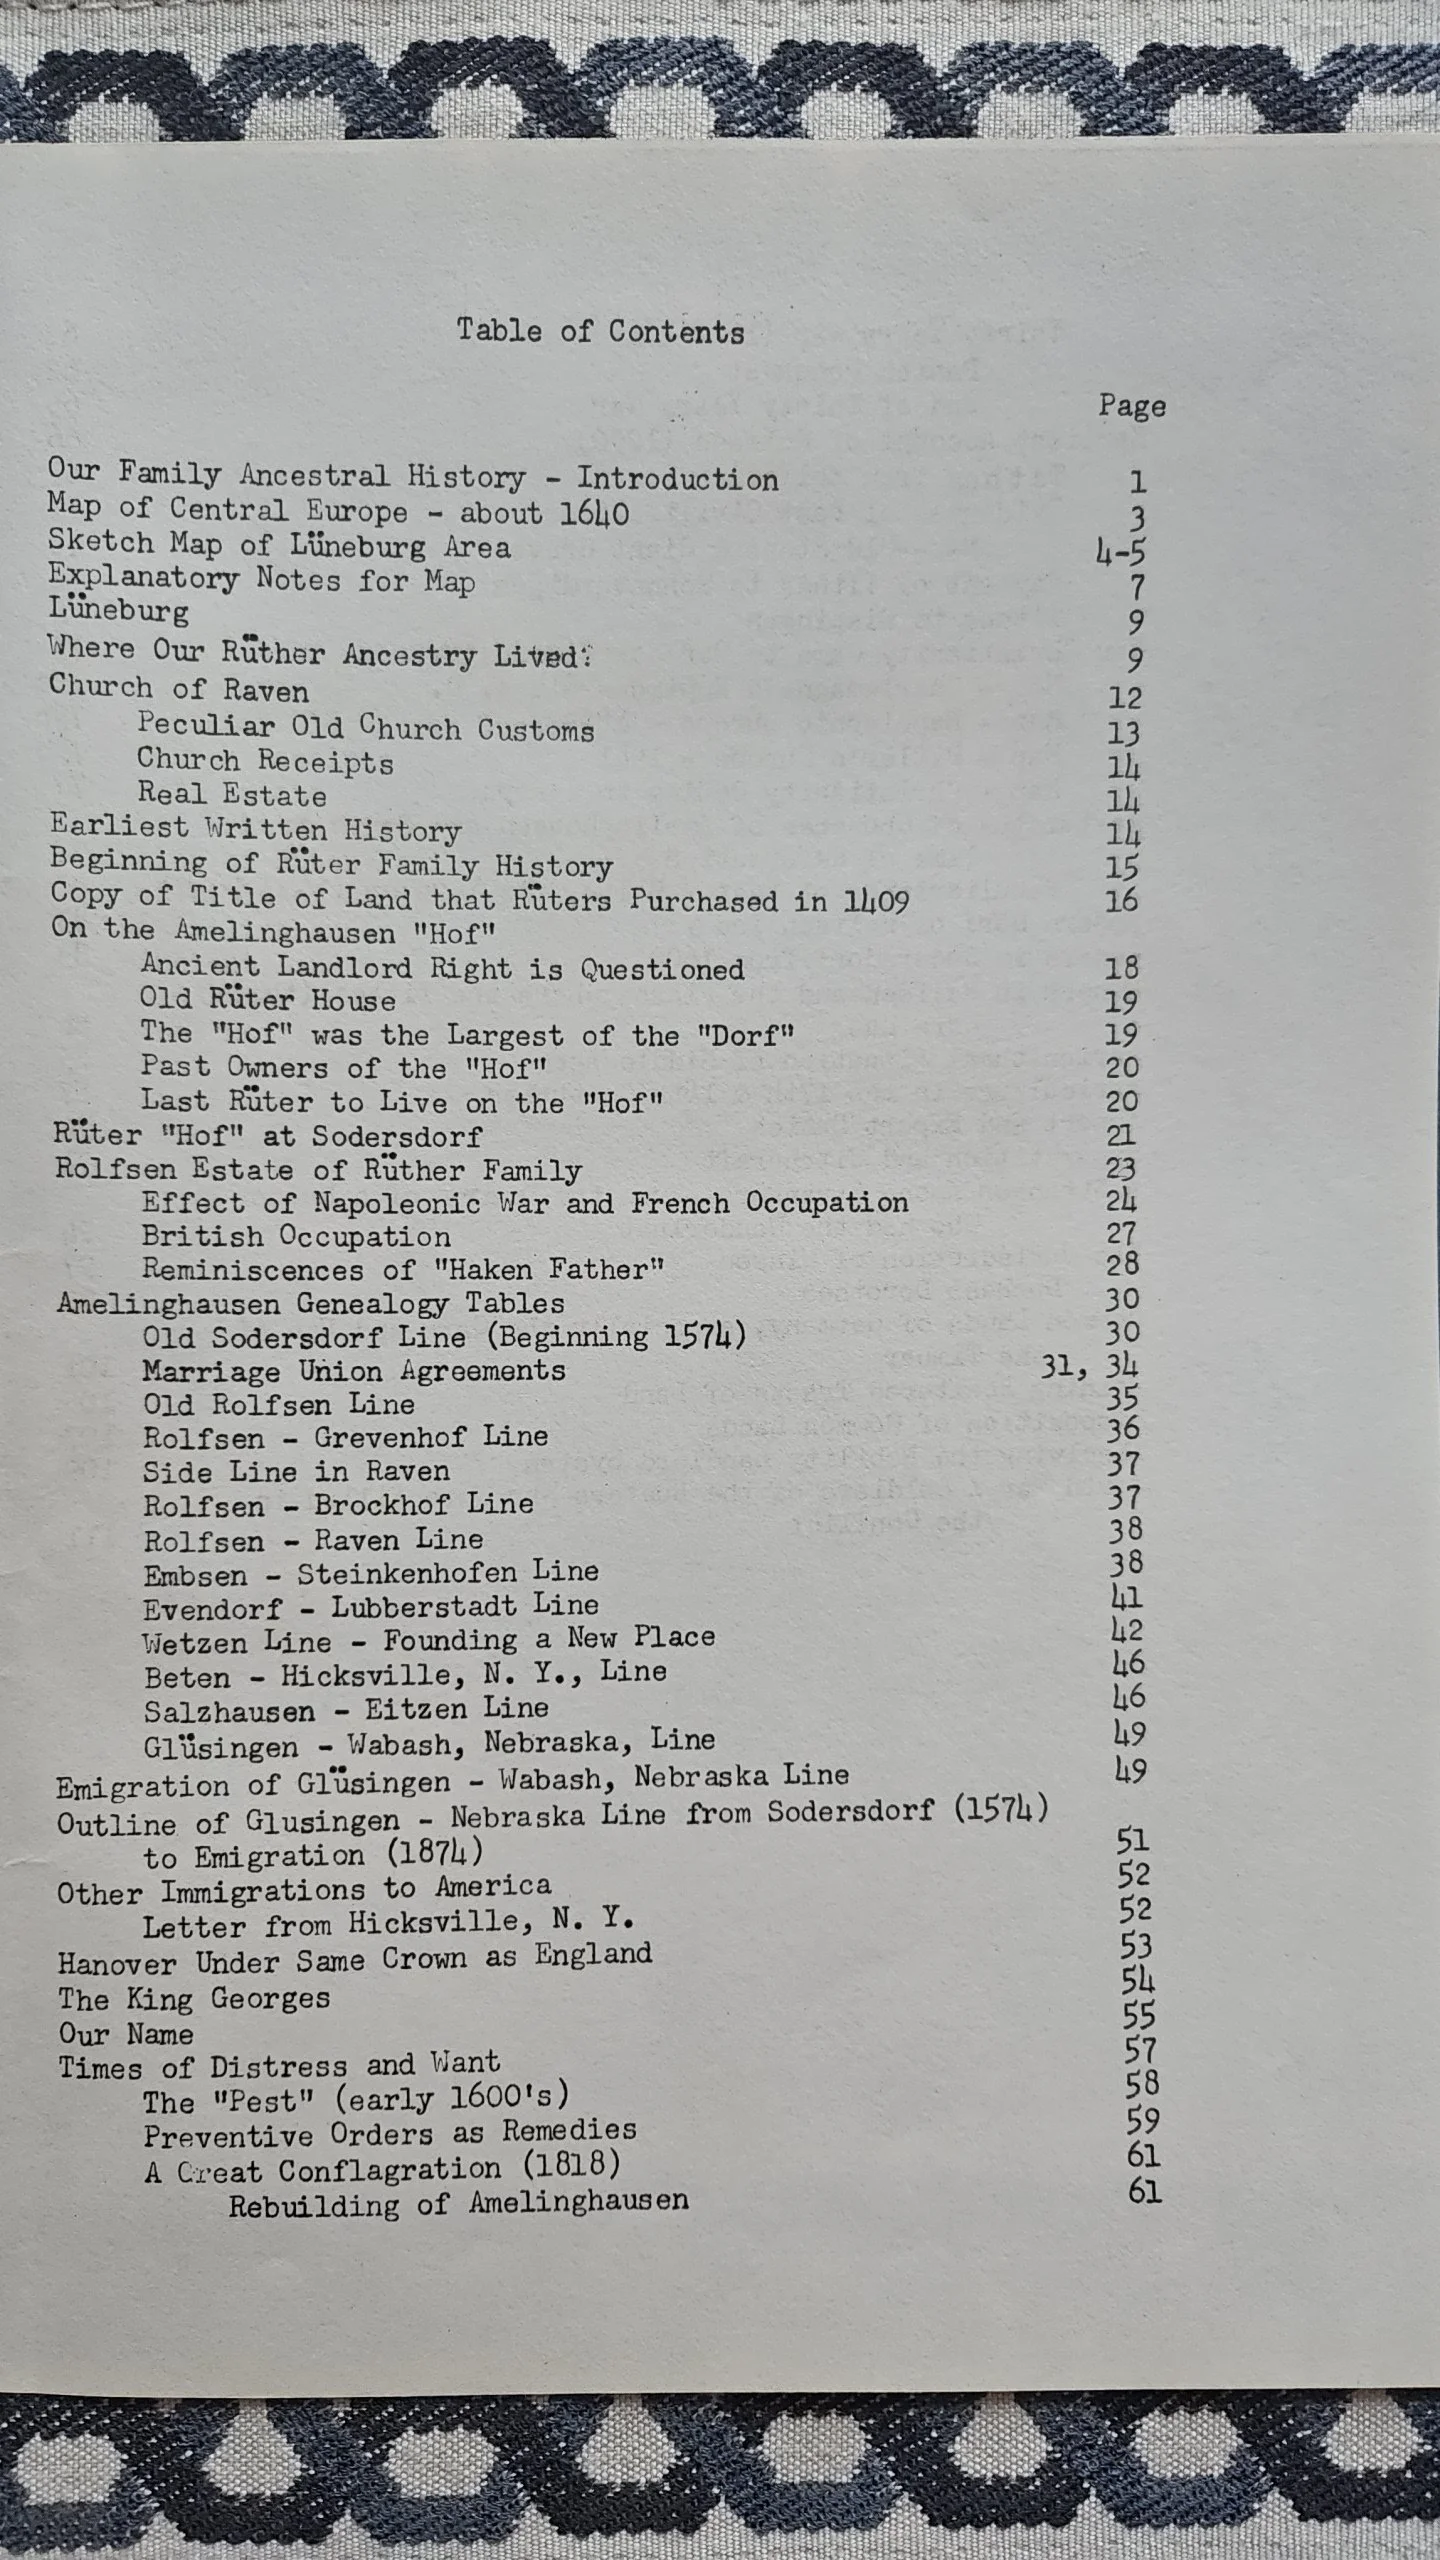 Table of Contents
Page
Our Family Ancestral History - Introduction 1
Map of Central Europe - about 1640 3
Sketch Map of Lüneburg Area 4-5
Explanatory Notes for Map 7
Lüneburg 9
Where Our Rüther Ancestry Lived: 9
Church of Raven 12
Peculiar Old Church Customs 13
Church Receipts 14
Real Estate 14
Earliest Written History 14
Beginning of Rüter Family History 15
Copy of Title of Land that Rüters Purchased in 1409 16
On the Amelinghausen "Hof"
Ancient Landlord Right is Questioned 18
Old Rüter House 19
The "Hof" was the Largest of the "Dorf" 19
Past Owners of the "Hof" 20
Last Rüter to Live on the "Hof" 20
Rüter "Hof" at Sodersdorf 21
Rolfsen Estate of Rüther Family 23
Effect of Napoleonic War and French Occupation 24
British Occupation 27
Reminiscences of "Haken Father" 28
Amelinghausen Genealogy Tables 30
Old Sodersdorf Line (Beginning 1574) 30
Marriage Union Agreements 31, 34
Old Rolfsen Line 35
Rolfsen - Grevenhof Line 36
Side Line in Raven 37
Rolfsen - Brockhof Line 37
Rolfsen - Raven Line 38
Embsen - Steinkenhofen Line 38
Evendorf - Lubberstadt Line 41
Wetzen Line - Founding a New Place 42
Beten - Hicksville, N. Y., Line 46
Salzhausen - Eitzen Line 46
Glüsingen - Wabash, Nebraska, Line 49
Emigration of Glüsingen - Wabash, Nebraska Line 49
Outline of Glusingen - Nebraska Line from Sodersdorf (1574)
to Emigration (1874) 51
Other Immigrations to America 52
Letter from Hicksville, N. Y. 52
Hanover Under Same Crown as England 53
The King Georges 54
Our Name 55
Times of Distress and Want 57
The "Pest" (early 1600's) 58
Preventive Orders as Remedies 59
A Great Conflagration (1818) 61
Rebuilding of Amelinghausen 61